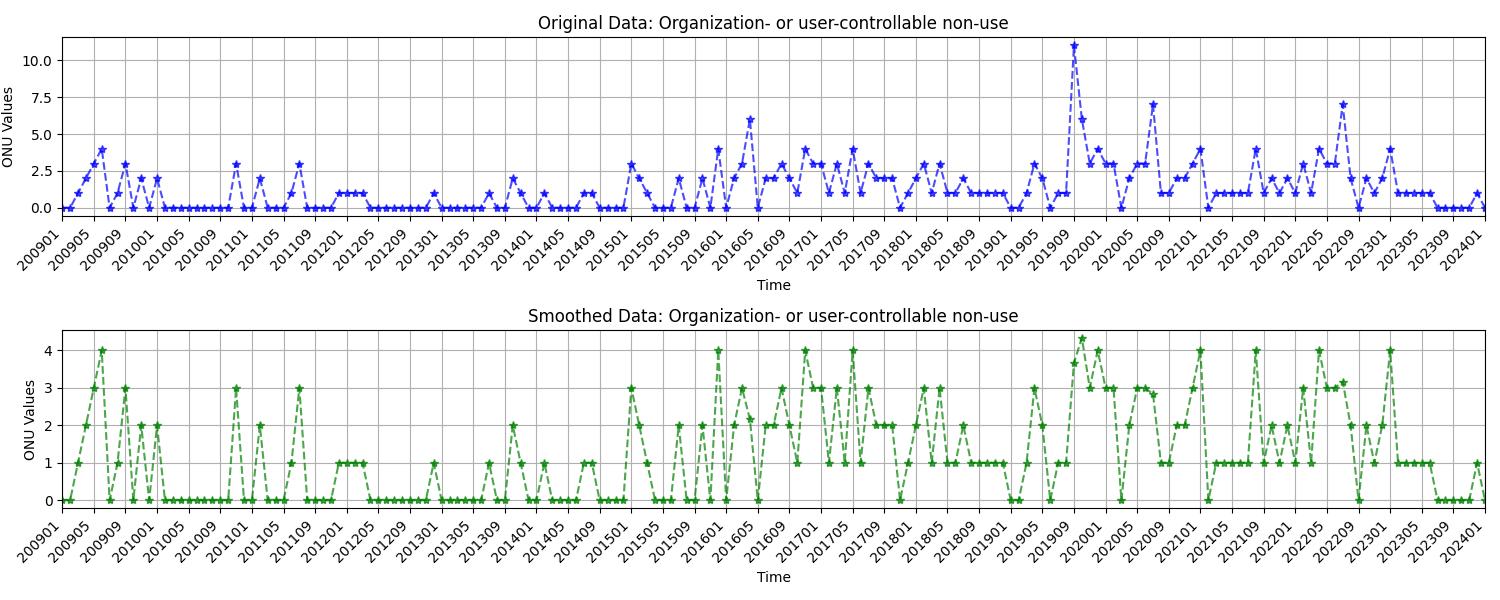 Original Data: Organization- or user-controllable non-use
10.0
7.5
5.0
2.5
0.0
ONU Values
200901 200905 200909 201001 201005 201009 201101 201105 201109 201201 201205 201209 201301 201305 201309 201401 201405 201409 201501 201505 201509 201601 201605 201609 201701 201705 201709 201801 201805 201809 201901 201905 201909 202001 202005 202009 202101 202105 202109 202201 202205 202209 202301 202305 202309 202401
Time
Smoothed Data: Organization- or user-controllable non-use
4
3
2
1
0
ONU Values
200901 200905 200909 201001 201005 201009 201101 201105 201109 201201 201205 201209 201301 201305 201309 201401 201405 201409 201501 201505 201509 201601 201605 201609 201701 201705 201709 201801 201805 201809 201901 201905 201909 202001 202005 202009 202101 202105 202109 202201 202205 202209 202301 202305 202309 202401
Time